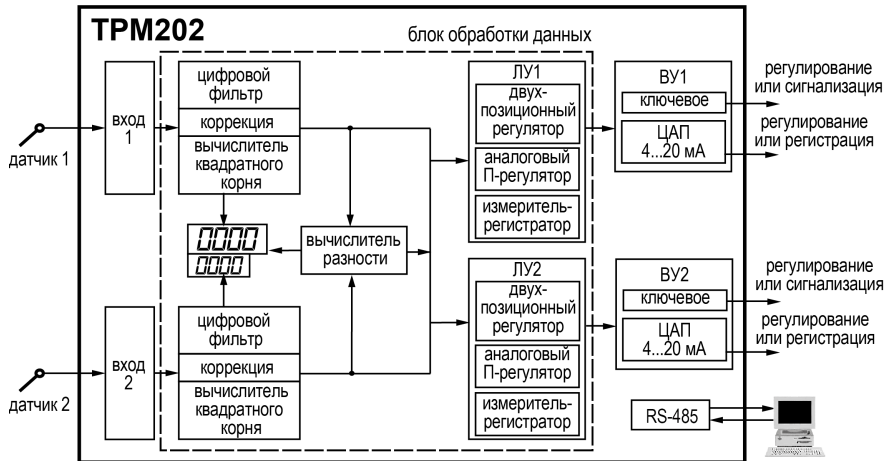 ТРМ202
блок обработки данных
датчик 1
вход
1
цифровой
фильтр
коррекция
вычислитель
квадратного
корня
0000
0000
вычислитель
разности
датчик 2
вход
2
цифровой
фильтр
коррекция
вычислитель
квадратного
корня
ЛУ1
двух-
позиционный
регулятор
аналоговый
П-регулятор
измеритель-
регистратор
ЛУ2
двух-
позиционный
регулятор
аналоговый
П-регулятор
измеритель-
регистратор
ВУ1
ключевое
ЦАП
4...20 мА
регулирование
или сигнализация
регулирование
или регистрация
ВУ2
ключевое
ЦАП
4...20 мА
регулирование
или сигнализация
регулирование
или регистрация
RS-485